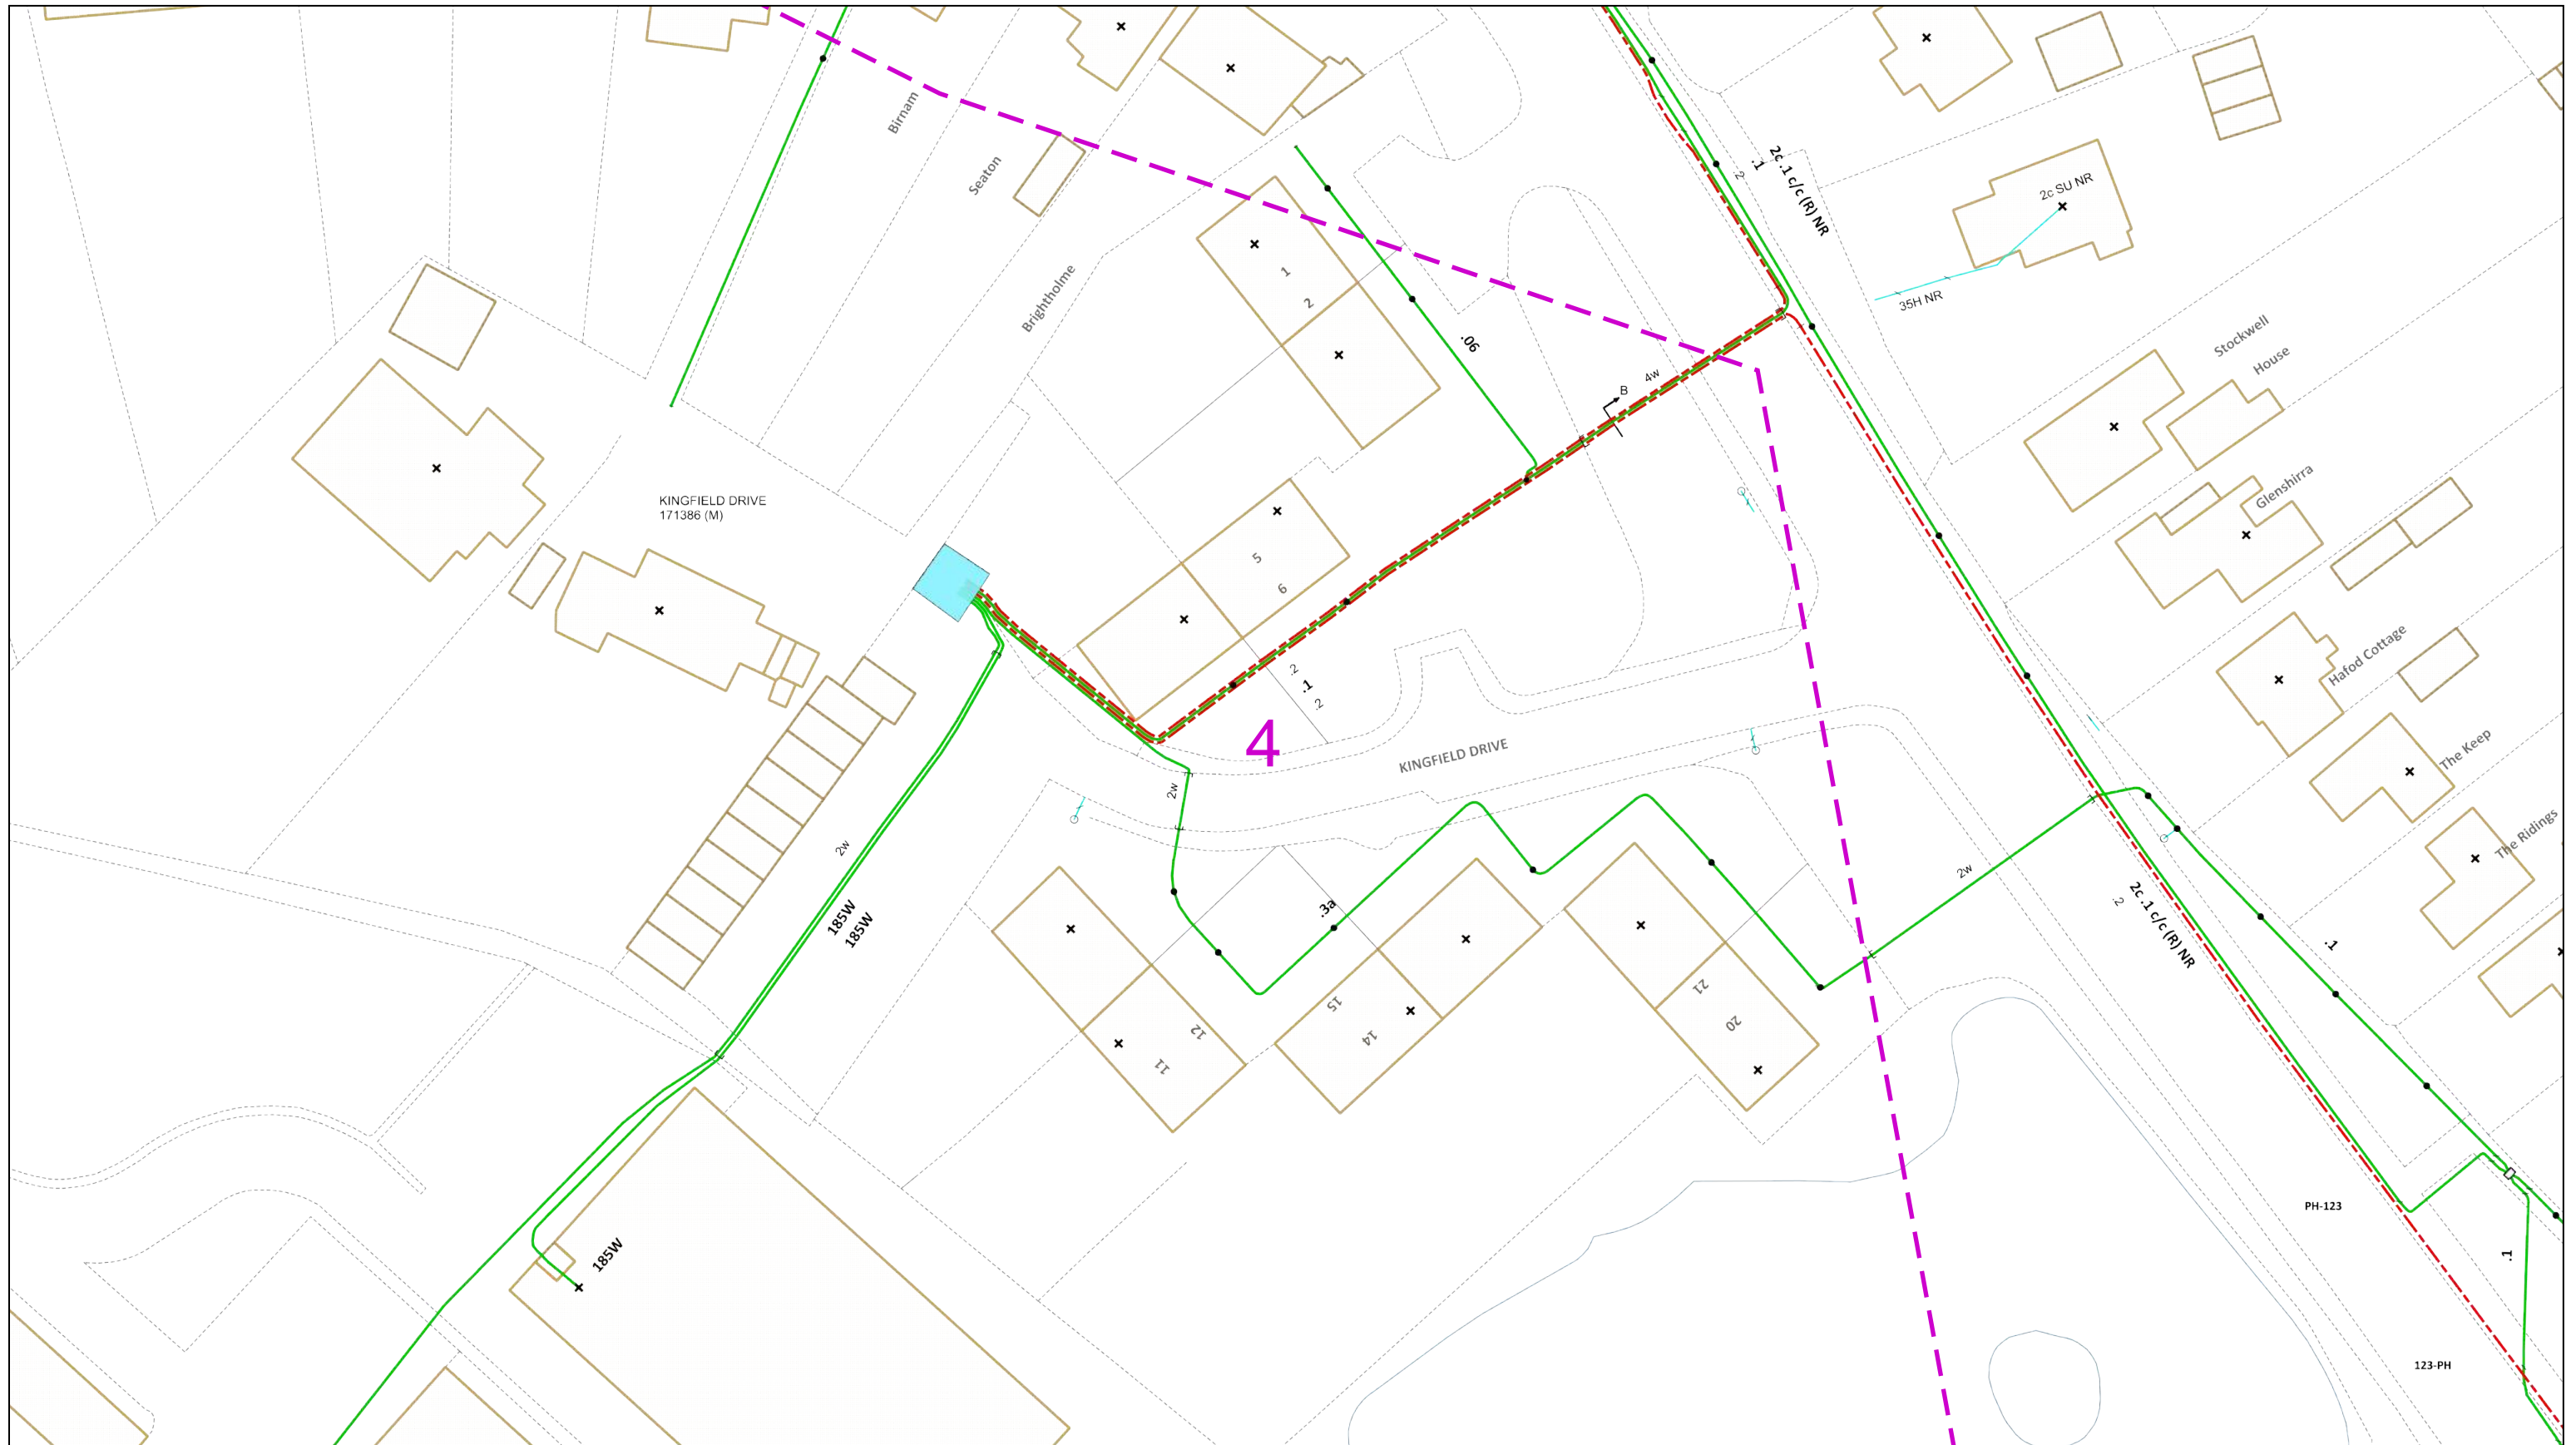 Birnam
Seaton
Brightholme
2
.1
2c .1 c/c (R) NR
2c SU NR
35H NR
1
2
.06
Stockwell
House
B
4w
Glenshirra
KINGFIELD DRIVE
171386 (M)
5
6
Hafod Cottage
2
.1
2
4
KINGFIELD DRIVE
The Keep
The Ridings
2w
2w
185W
185W
.3a
2w
2
2c .1 c/c (R) NR
.1
12
11
15
14
21
20
185W
PH-123
.1
123-PH